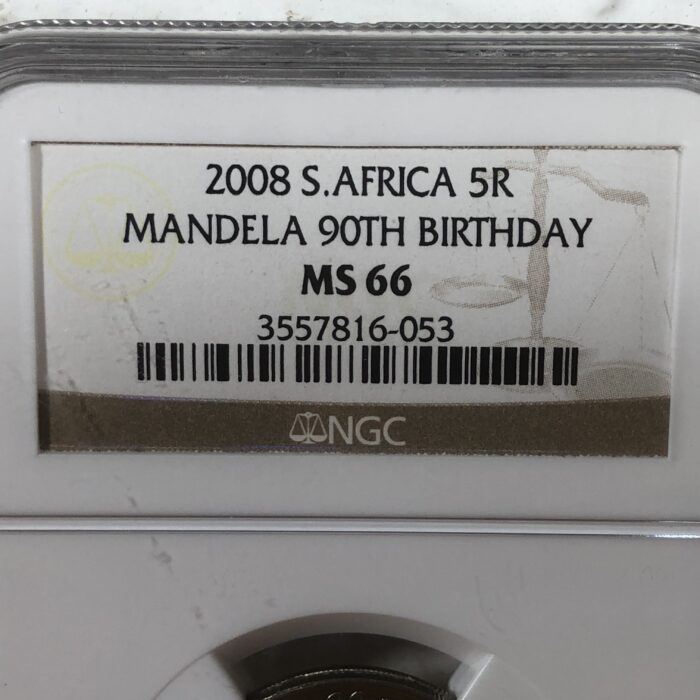 2008 S.AFRICA 5R
MANDELA 90TH BIRTHDAY
MS 66
3557816-053
NGC